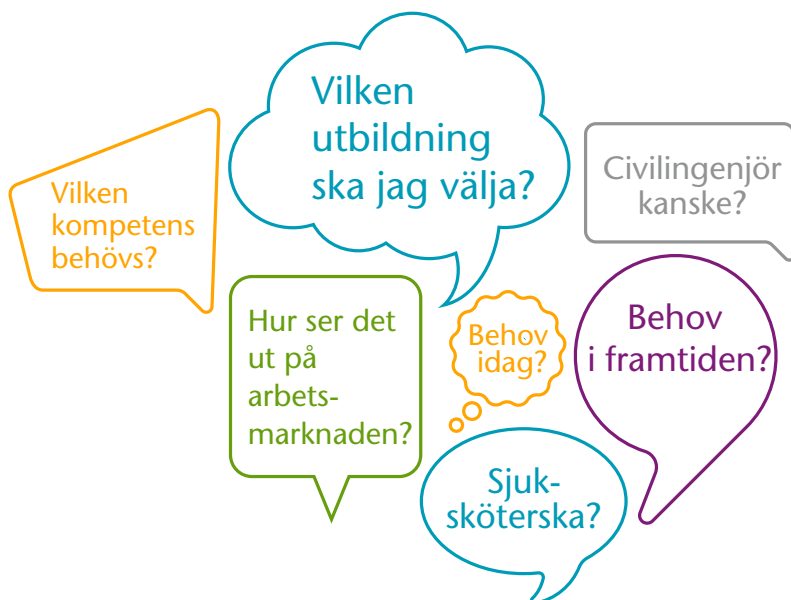 Vilken
utbildning
ska jag välja?
Civilingenjör
kanske?
Vilken
kompetens
behövs?
Hur ser det
ut på
arbets-
marknaden?
Behov
idag?
Behov
i framtiden?
Sjuk-
sköterska?